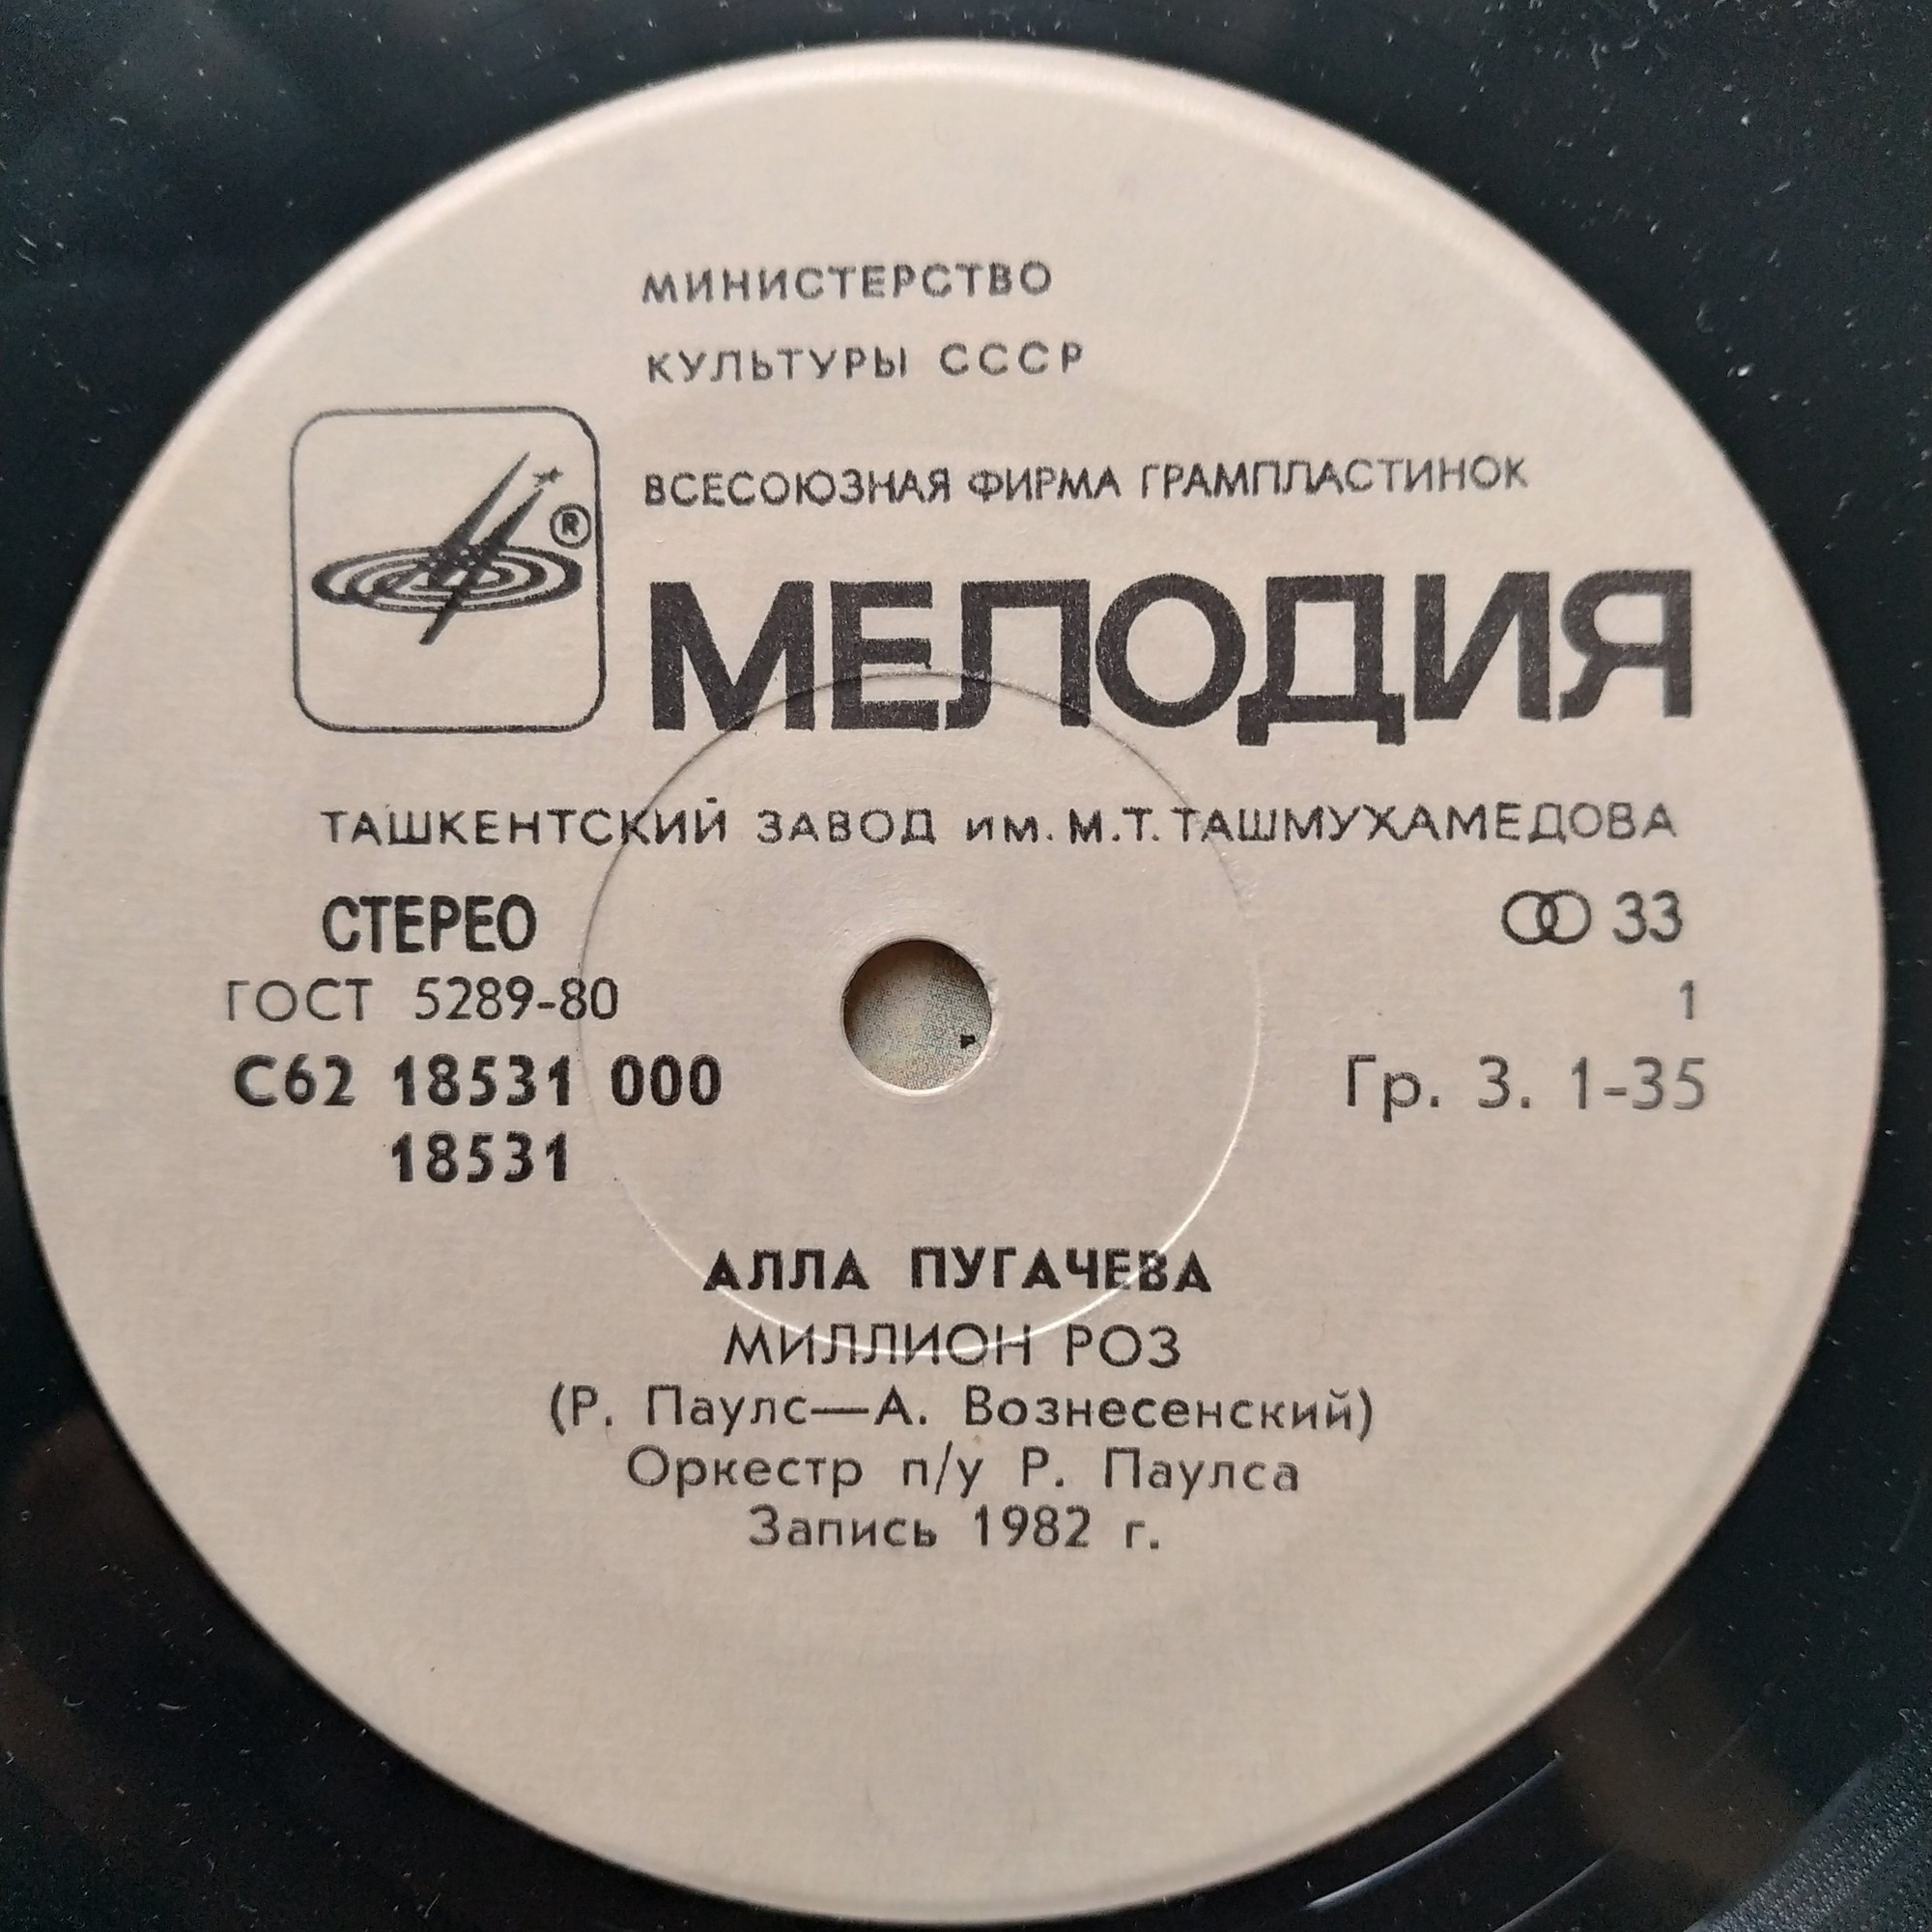 МИНИСТЕРСТВО
КУЛЬТУРЫ СССР
ВСЕСОЮЗНАЯ ФИРМА ГРАМПЛАСТИНОК
®
МЕЛОДИЯ
ТАШКЕНТСКИЙ ЗАВОД им. М.Т. ТАШМУХАМЕДОВА
СТЕРЕО
33
ГОСТ 5289-80
1
С62 18531 000
Гр. 3. 1-35
18531
АЛЛА ПУГАЧЕВА
МИЛЛИОН РОЗ
(Р. Паулс—А. Вознесенский)
Оркестр п/у Р. Паулса
Запись 1982 г.